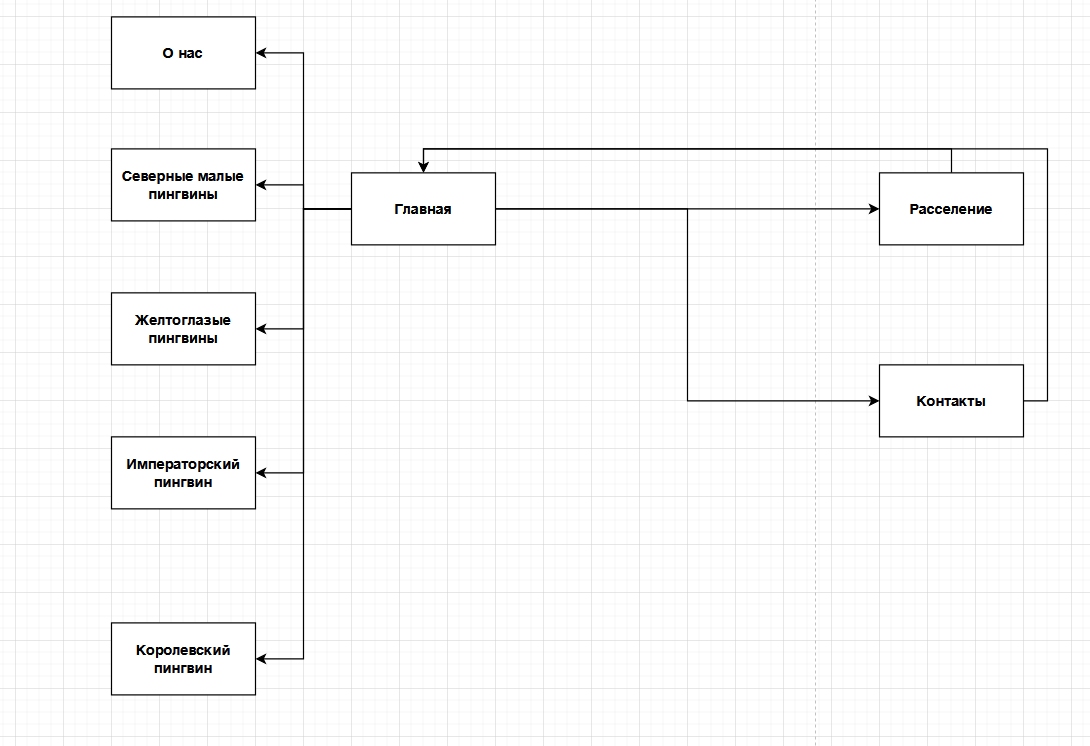 О нас
Северные малые
пингвины
Главная
Расселение
Желтоглазые
пингвины
Контакты
Императорский
пингвин
Королевский
пингвин